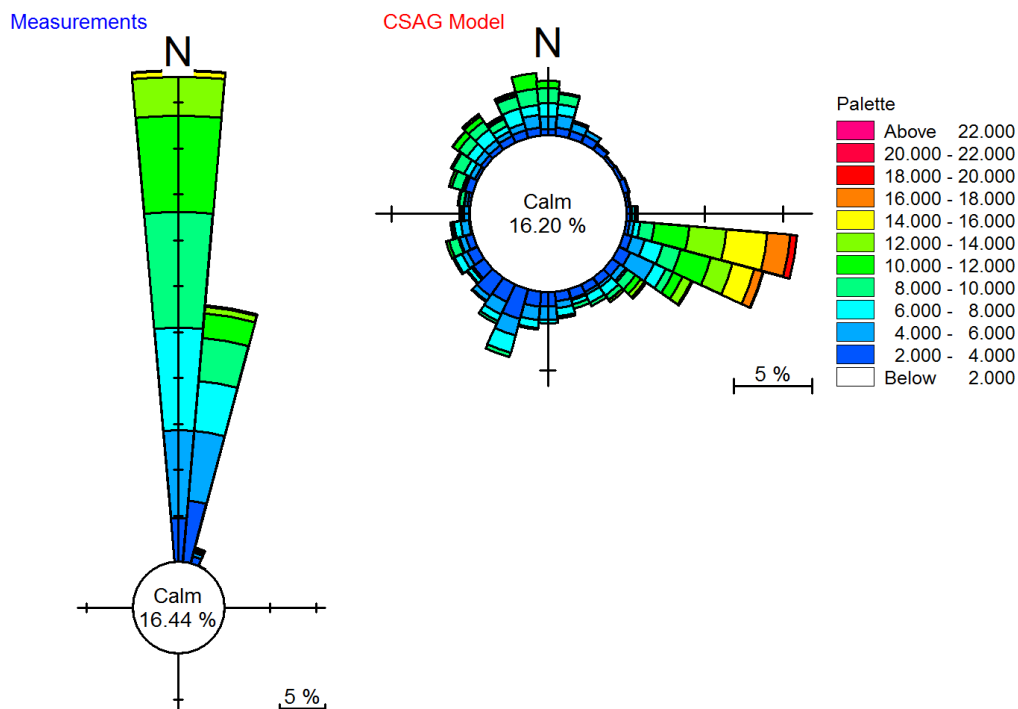 Measurements
N
Calm
16.44 %
5 %
CSAG Model
N
Calm
16.20 %
5 %
Palette
Above 22.000
20.000 - 22.000
18.000 - 20.000
16.000 - 18.000
14.000 - 16.000
12.000 - 14.000
10.000 - 12.000
8.000 - 10.000
6.000 - 8.000
4.000 - 6.000
2.000 - 4.000
Below 2.000